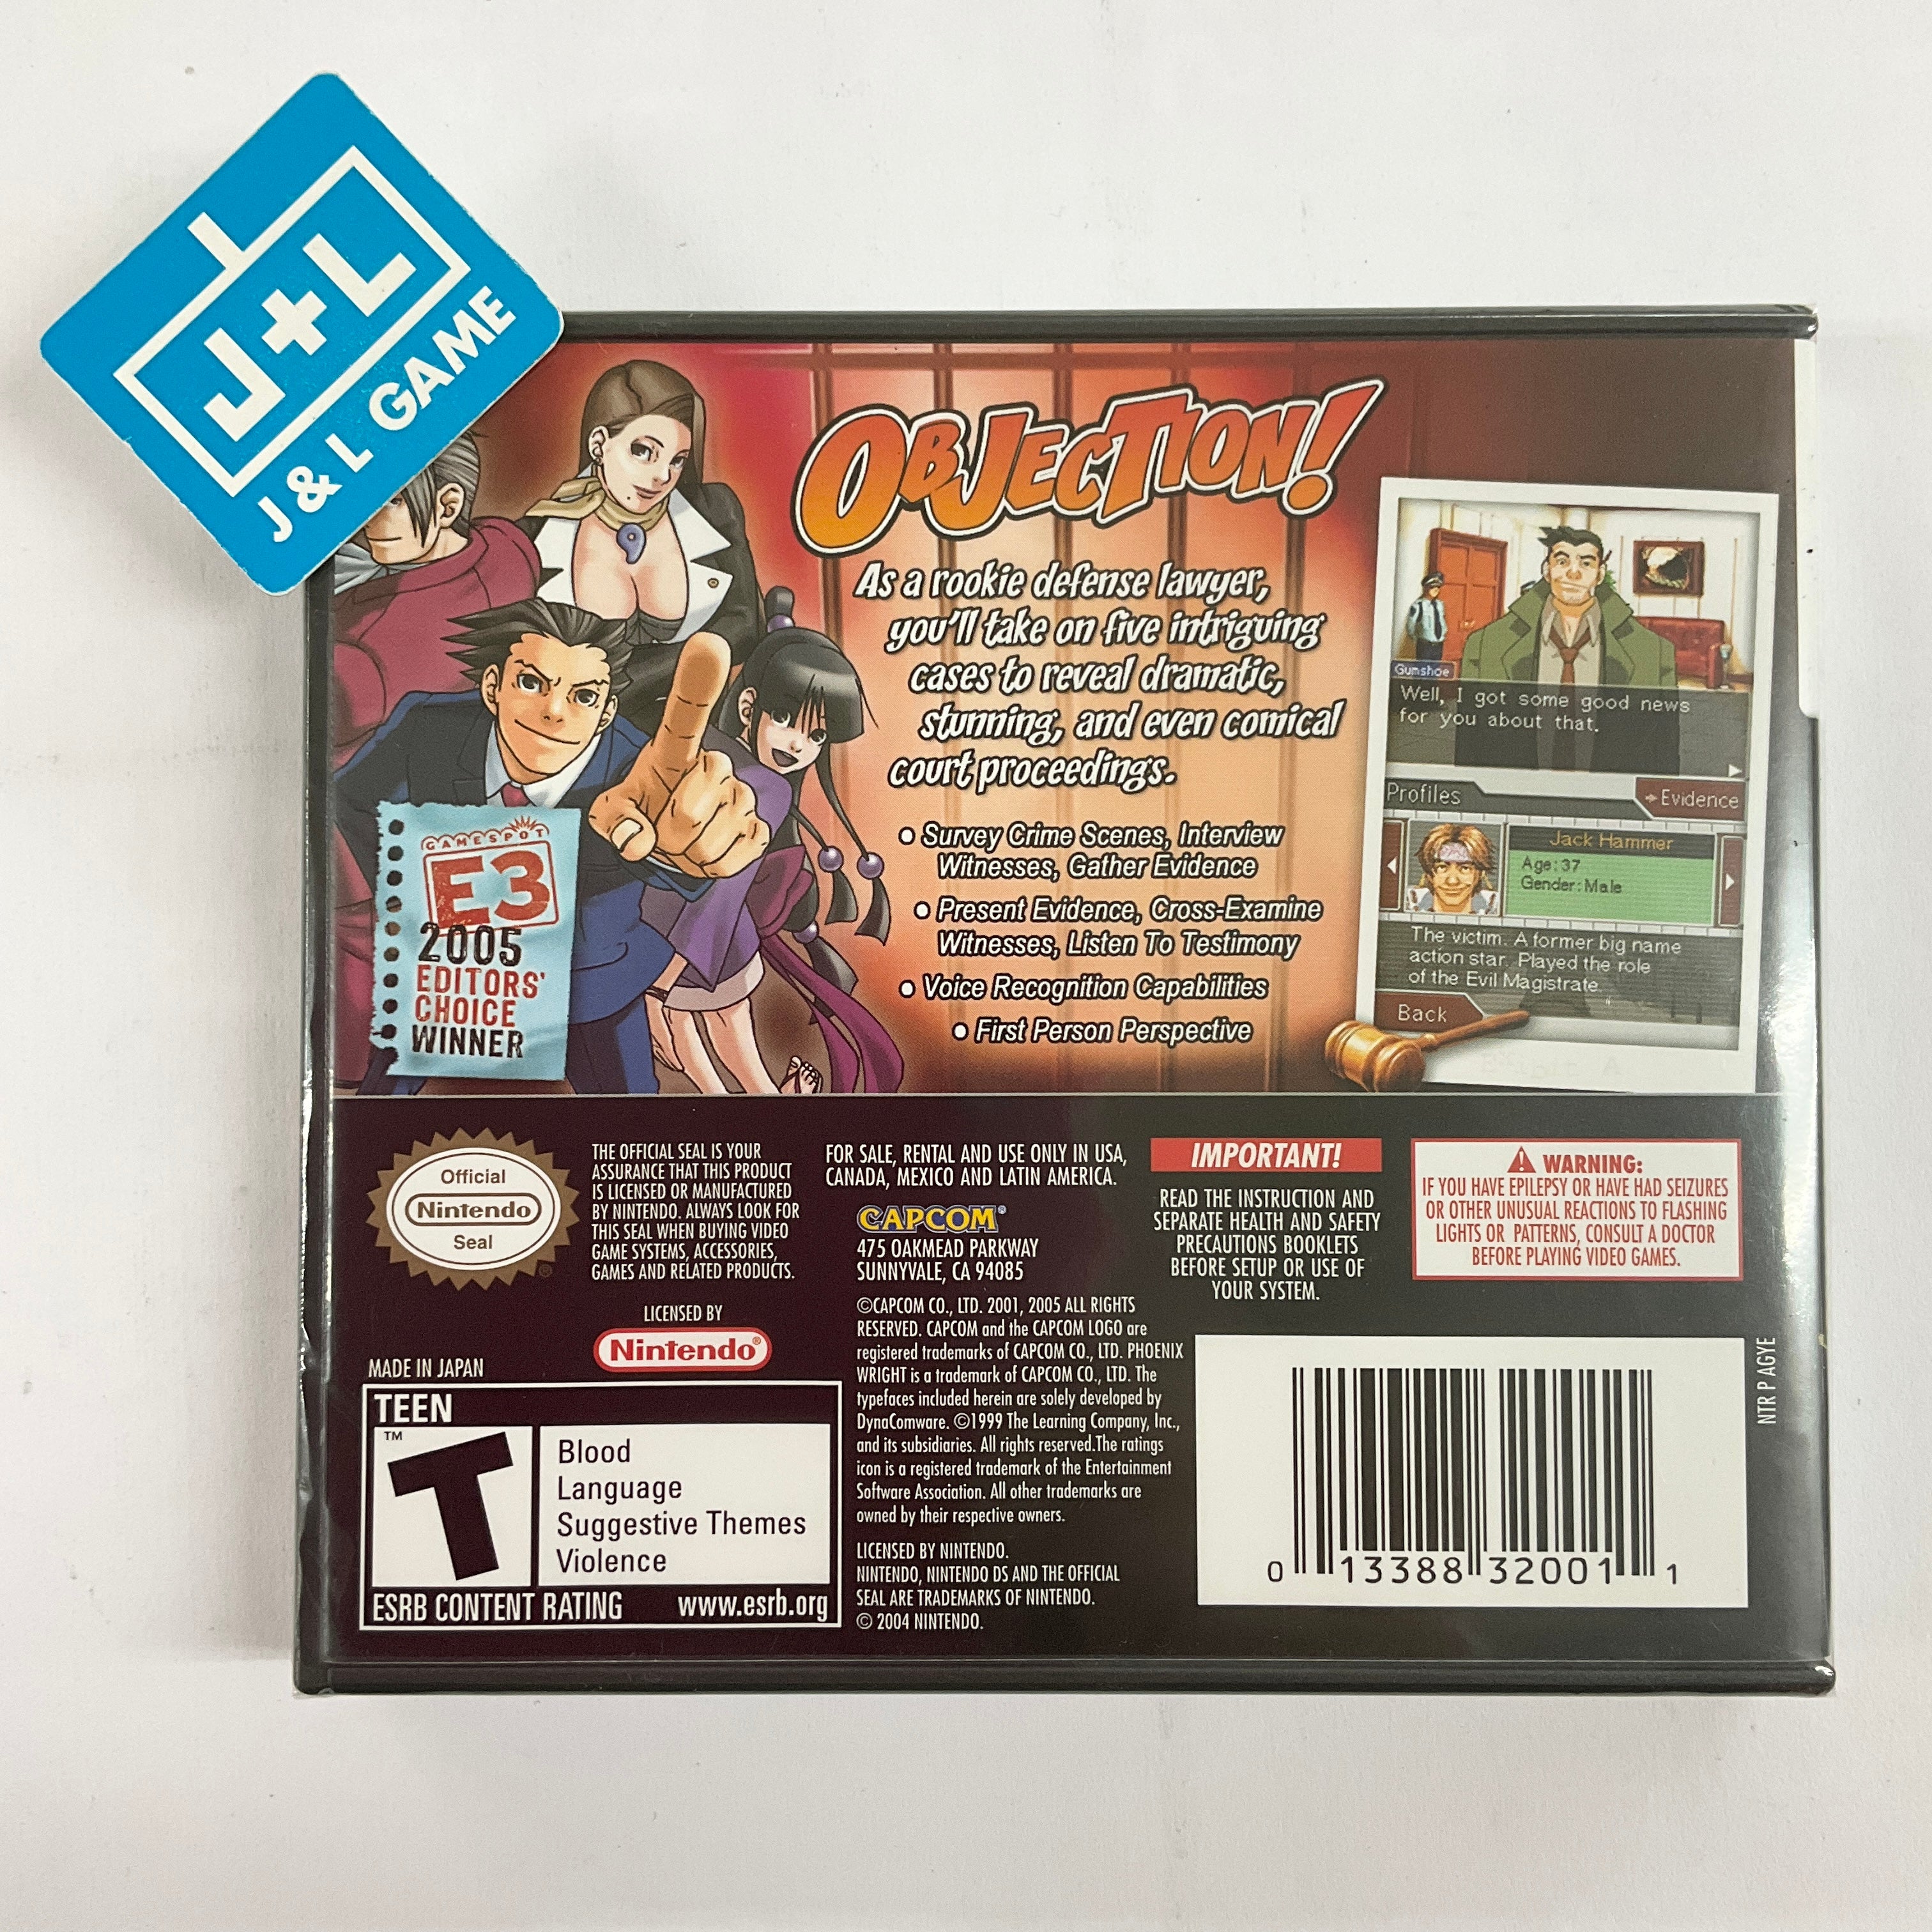 J+L
J & L GAME
OBJECTION!
As a rookie defense lawyer,
you'll take on five intriguing
cases to reveal dramatic,
stunning, and even comical
court proceedings.
• Survey Crime Scenes, Interview
Witnesses, Gather Evidence
• Present Evidence, Cross-Examine
Witnesses, Listen To Testimony
• Voice Recognition Capabilities
• First Person Perspective
GAMESPOT
E3
2005
EDITORS'
CHOICE
WINNER
Gumshoe
Well, I got some good news
for you about that.
Profiles
Evidence
Jack Hammer
Age: 37
Gender: Male
The victim. A former big name
action star. Played the role
of the Evil Magistrate.
Back
Official
Nintendo
Seal
®
THE OFFICIAL SEAL IS YOUR
ASSURANCE THAT THIS PRODUCT
IS LICENSED OR MANUFACTURED
BY NINTENDO. ALWAYS LOOK FOR
THIS SEAL WHEN BUYING VIDEO
GAME SYSTEMS, ACCESSORIES,
GAMES AND RELATED PRODUCTS.
LICENSED BY
Nintendo®
MADE IN JAPAN
TEEN
T
™
Blood
Language
Suggestive Themes
Violence
ESRB CONTENT RATING www.esrb.org
FOR SALE, RENTAL AND USE ONLY IN USA,
CANADA, MEXICO AND LATIN AMERICA.
CAPCOM®
475 OAKMEAD PARKWAY
SUNNYVALE, CA 94085
©CAPCOM CO., LTD. 2001, 2005 ALL RIGHTS
RESERVED. CAPCOM and the CAPCOM LOGO are
registered trademarks of CAPCOM CO., LTD. PHOENIX
WRIGHT is a trademark of CAPCOM CO., LTD. The
typefaces included herein are solely developed by
DynaComware. ©1999 The Learning Company, Inc.,
and its subsidiaries. All rights reserved.The ratings
icon is a registered trademark of the Entertainment
Software Association. All other trademarks are
owned by their respective owners.
LICENSED BY NINTENDO.
NINTENDO, NINTENDO DS AND THE OFFICIAL
SEAL ARE TRADEMARKS OF NINTENDO.
© 2004 NINTENDO.
IMPORTANT!
READ THE INSTRUCTION AND
SEPARATE HEALTH AND SAFETY
PRECAUTIONS BOOKLETS
BEFORE SETUP OR USE OF
YOUR SYSTEM.
WARNING:
IF YOU HAVE EPILEPSY OR HAVE HAD SEIZURES
OR OTHER UNUSUAL REACTIONS TO FLASHING
LIGHTS OR PATTERNS, CONSULT A DOCTOR
BEFORE PLAYING VIDEO GAMES.
NTR P AGYE
0 13388 32001 1